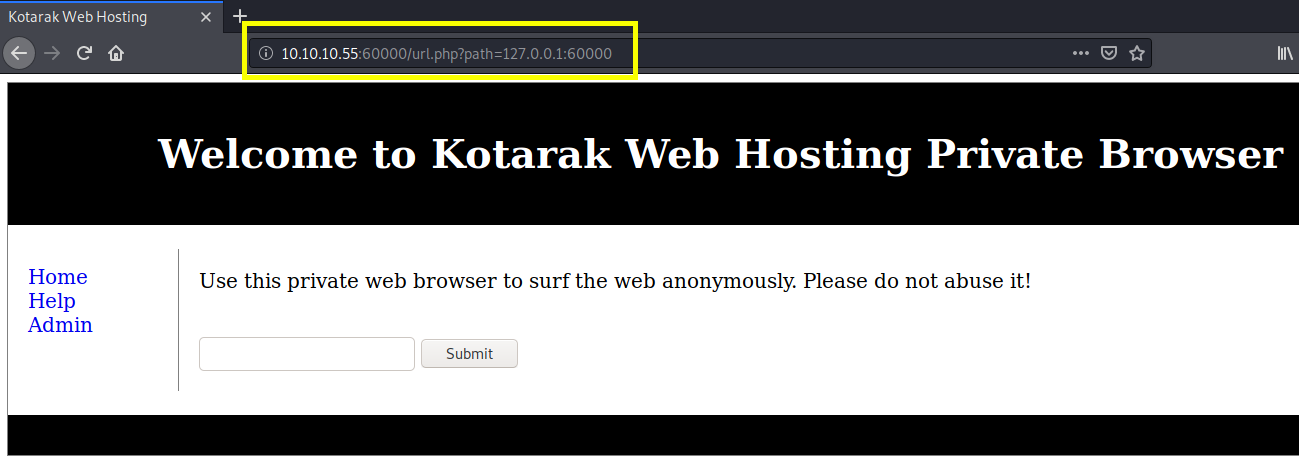 Kotarak Web Hosting
10.10.10.55:60000/url.php?path=127.0.0.1:60000
Welcome to Kotarak Web Hosting Private Browser
Home
Help
Admin
Use this private web browser to surf the web anonymously. Please do not abuse it!
Submit